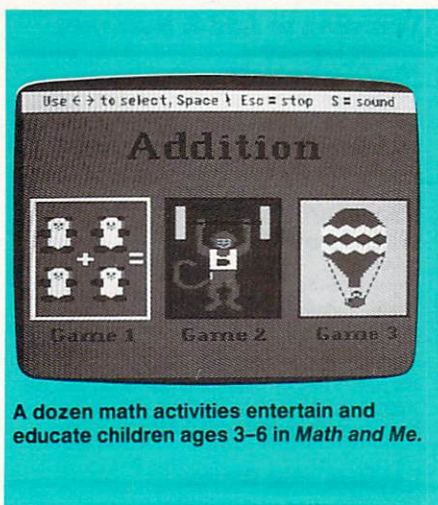 Use ← → to select, Space Esc = stop S = sound
Addition
+ =
Game 1 Game 2 Game 3
A dozen math activities entertain and
educate children ages 3–6 in Math and Me.